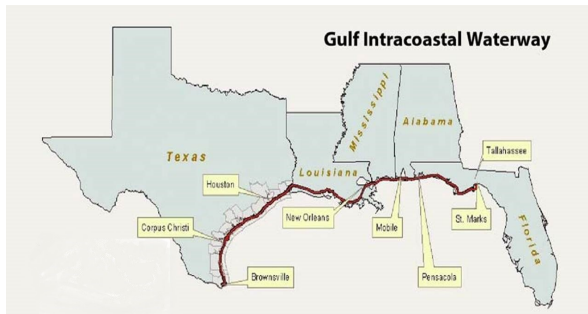 Gulf Intracoastal Waterway
Mississippi
Alabama
Texas
Louisiana
Tallahassee
Houston
New Orleans
Mobile
St. Marks
Corpus Christi
Florida
Brownsville
Pensacola